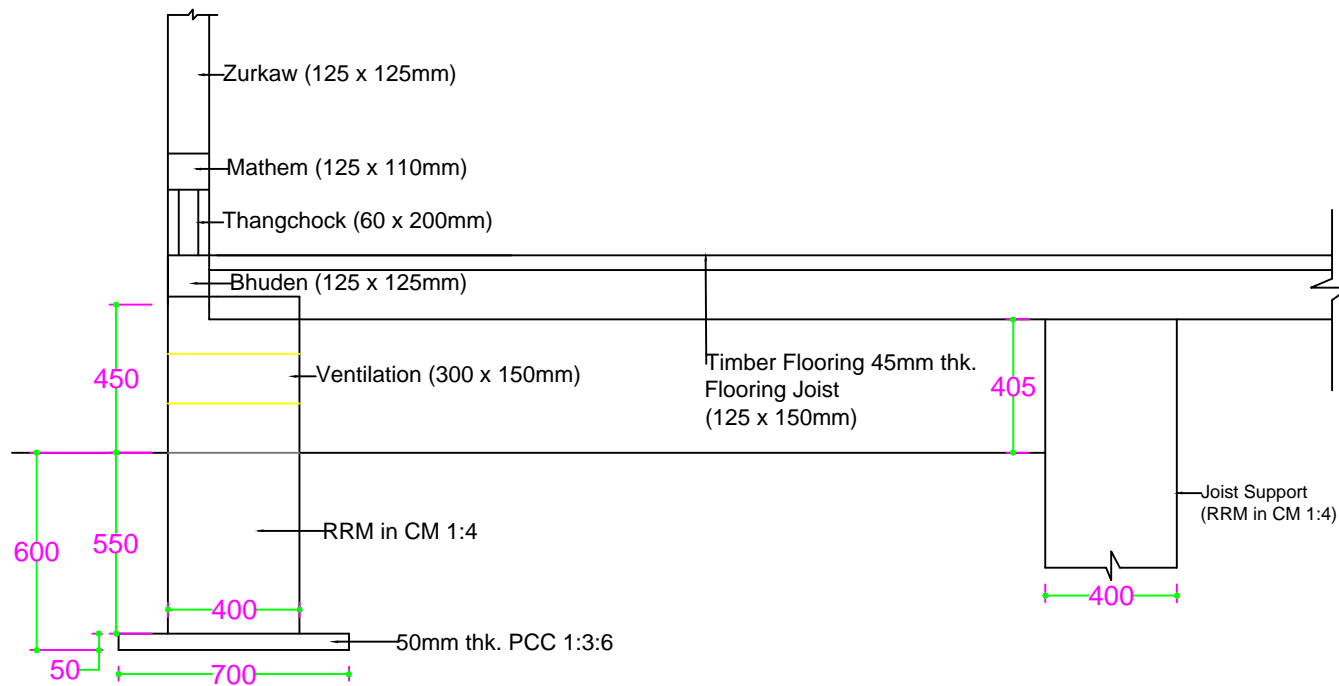 Zurkaw (125 x 125mm)
Mathem (125 x 110mm)
Thangchock (60 x 200mm)
Bhuden (125 x 125mm)
450
Ventilation (300 x 150mm)
Timber Flooring 45mm thk.
Flooring Joist
(125 x 150mm)
405
Joist Support
(RRM in CM 1:4)
RRM in CM 1:4
600
550
400
400
50mm thk. PCC 1:3:6
50
700